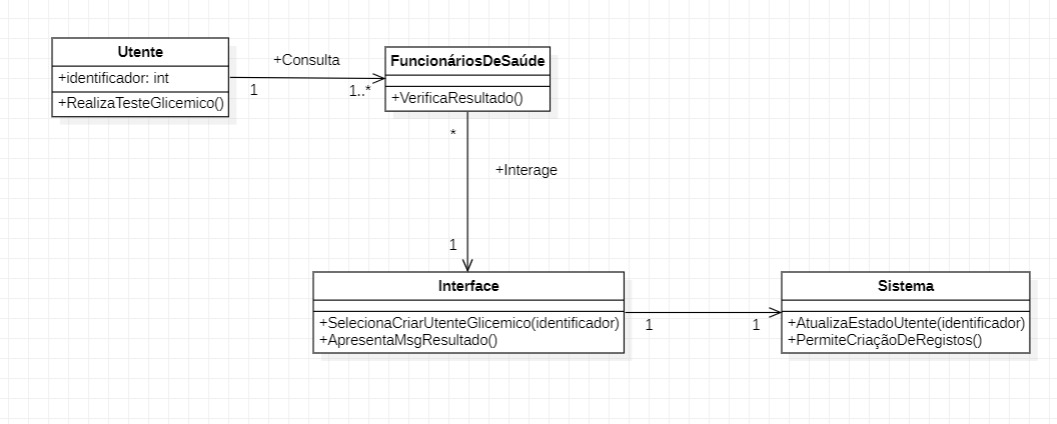 Utente
+identificador: int
+RealizaTesteGlicemico()
+Consulta
1
1..*
FuncionáriosDeSaúde
+VerificaResultado()
*
+Interage
1
Interface
+SelecionaCriarUtenteGlicemico(identificador)
+ApresentaMsgResultado()
1
1
Sistema
+AtualizaEstadoUtente(identificador)
+PermiteCriaçãoDeRegistos()